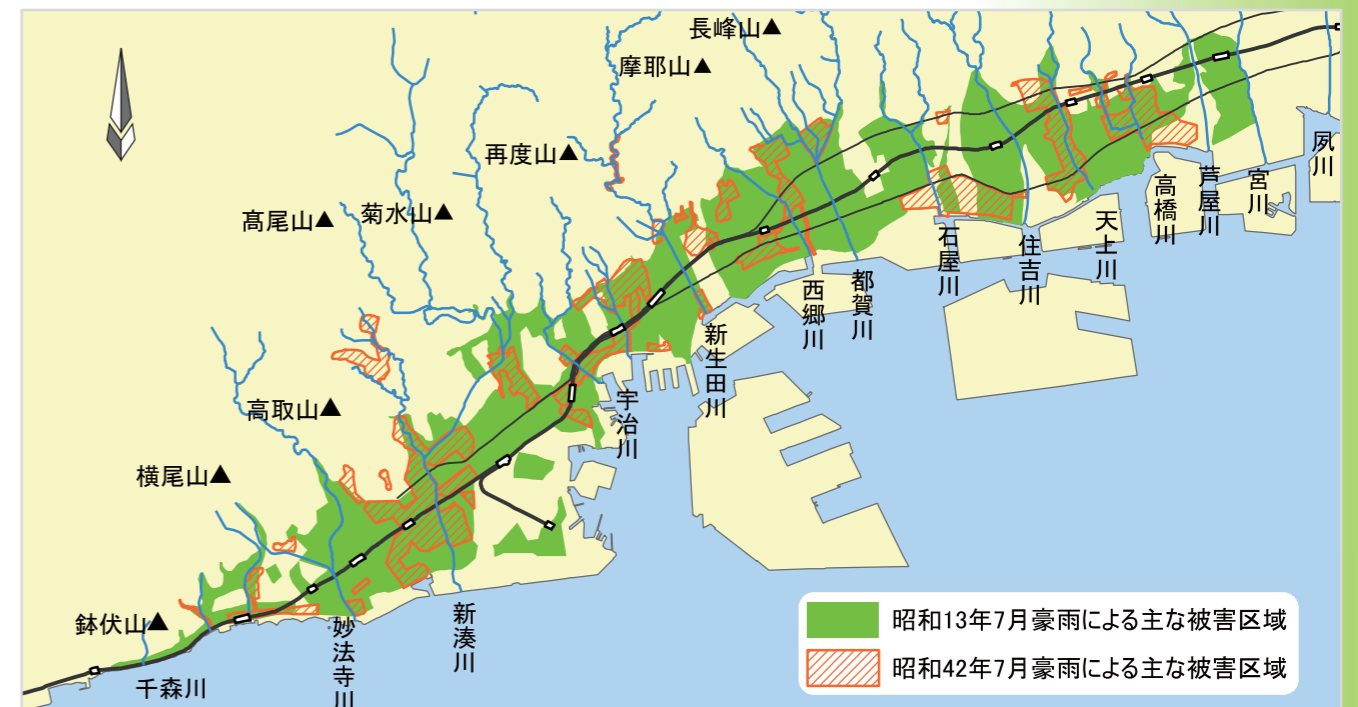 長峰山▲
摩耶山▲
再度山▲
菊水山▲
髙尾山▲
高取山▲
横尾山▲
鉢伏山▲
夙川
宮川
芦屋川
高橋川
天上川
住吉川
石屋川
都賀川
西郷川
新生田川
宇治川
新湊川
妙法寺川
千森川
昭和13年7月豪雨による主な被害区域
昭和42年7月豪雨による主な被害区域